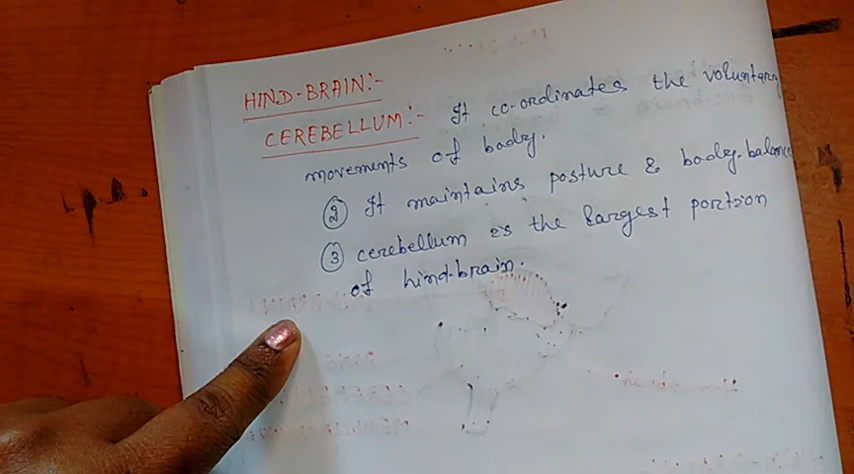 HIND-BRAIN:-
CEREBELLUM:- It co-ordinates the voluntary
movements of body.
② It maintains posture & body-balance
③ cerebellum is the largest portion
of hind-brain.